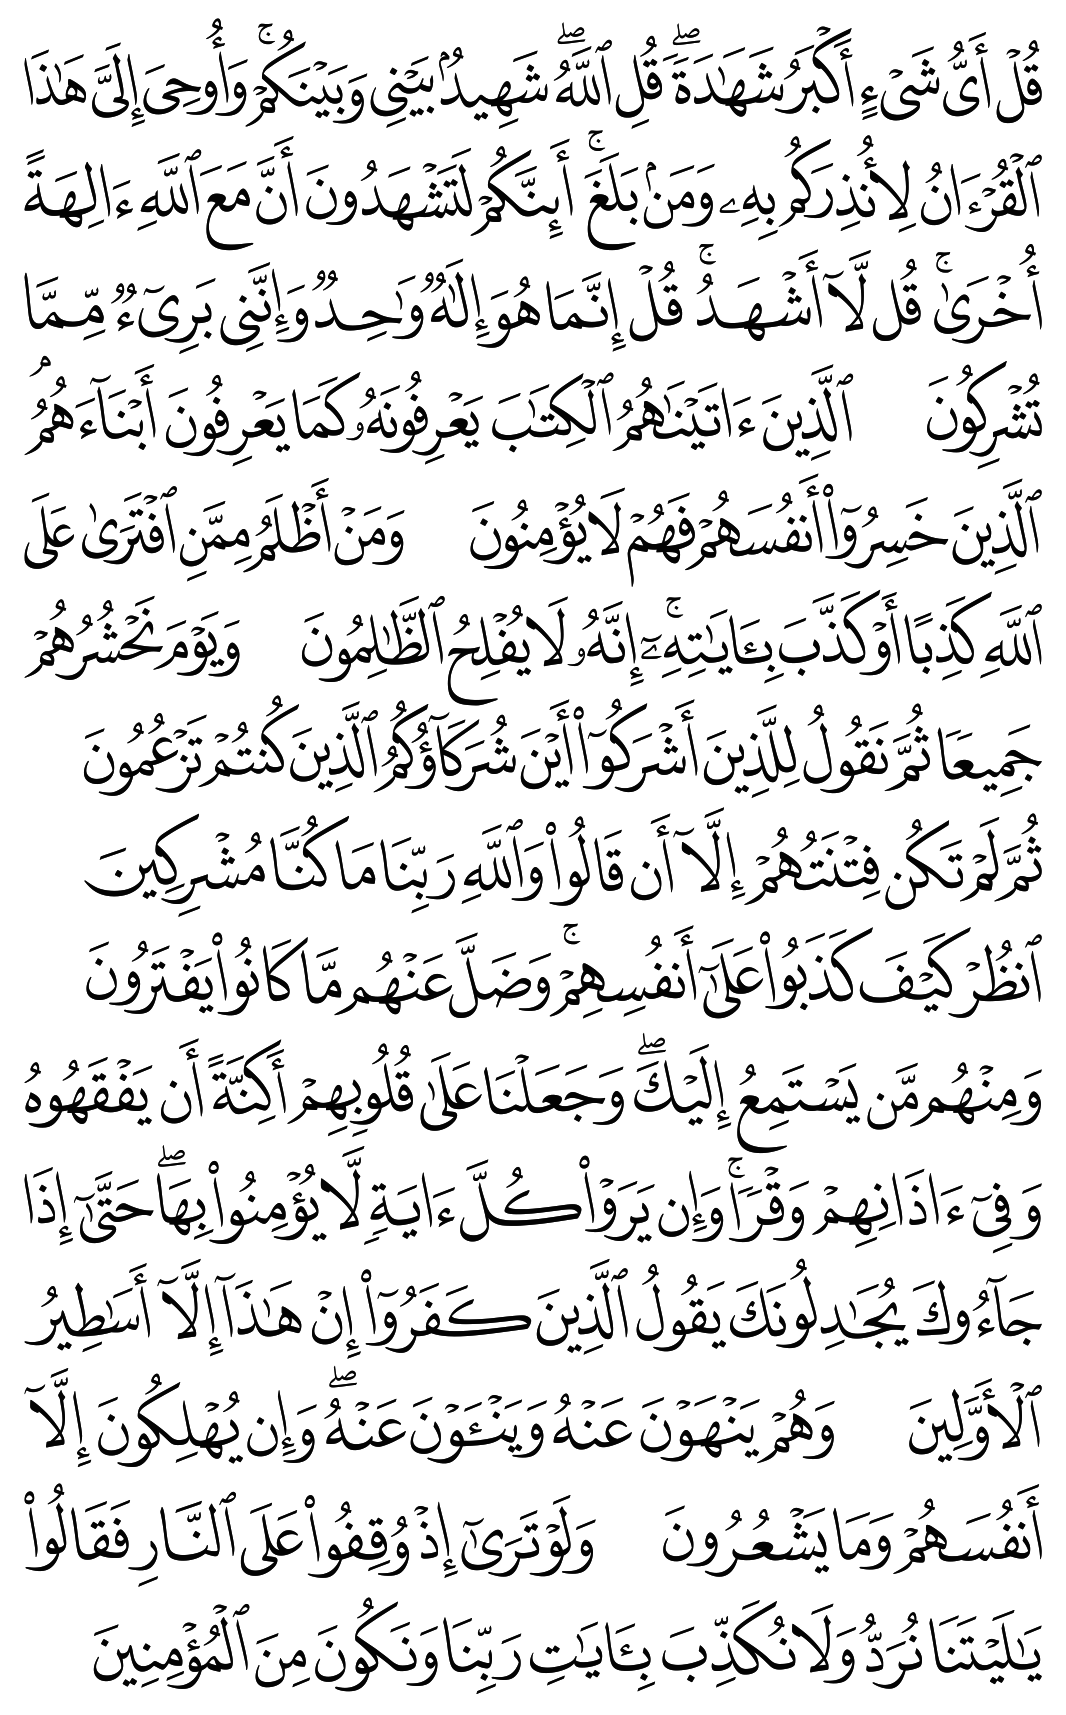 قُلۡ أَيُّ شَيۡءٍ أَكۡبَرُ شَهَٰدَةٗۖ قُلِ ٱللَّهُۖ شَهِيدُۢ بَيۡنِي وَبَيۡنَكُمۡۚ وَأُوحِيَ إِلَيَّ هَٰذَا
ٱلۡقُرۡءَانُ لِأُنذِرَكُم بِهِۦ وَمَنۢ بَلَغَۚ أَئِنَّكُمۡ لَتَشۡهَدُونَ أَنَّ مَعَ ٱللَّهِ ءَالِهَةً
أُخۡرَىٰۚ قُل لَّآ أَشۡهَدُۚ قُلۡ إِنَّمَا هُوَ إِلَٰهٞ وَٰحِدٞ وَإِنَّنِي بَرِيٓءٞ مِّمَّا
تُشۡرِكُونَ ٱلَّذِينَ ءَاتَيۡنَٰهُمُ ٱلۡكِتَٰبَ يَعۡرِفُونَهُۥ كَمَا يَعۡرِفُونَ أَبۡنَآءَهُمُۘ
ٱلَّذِينَ خَسِرُوٓاْ أَنفُسَهُمۡ فَهُمۡ لَا يُؤۡمِنُونَ وَمَنۡ أَظۡلَمُ مِمَّنِ ٱفۡتَرَىٰ عَلَى
ٱللَّهِ كَذِبًا أَوۡ كَذَّبَ بِـَٔايَٰتِهِۦٓۚ إِنَّهُۥ لَا يُفۡلِحُ ٱلظَّٰلِمُونَ وَيَوۡمَ نَحۡشُرُهُمۡ
جَمِيعٗا ثُمَّ نَقُولُ لِلَّذِينَ أَشۡرَكُوٓاْ أَيۡنَ شُرَكَآؤُكُمُ ٱلَّذِينَ كُنتُمۡ تَزۡعُمُونَ
ثُمَّ لَمۡ تَكُن فِتۡنَتُهُمۡ إِلَّآ أَن قَالُواْ وَٱللَّهِ رَبِّنَا مَا كُنَّا مُشۡرِكِينَ
ٱنظُرۡ كَيۡفَ كَذَبُواْ عَلَىٰٓ أَنفُسِهِمۡۚ وَضَلَّ عَنۡهُم مَّا كَانُواْ يَفۡتَرُونَ
وَمِنۡهُم مَّن يَسۡتَمِعُ إِلَيۡكَۖ وَجَعَلۡنَا عَلَىٰ قُلُوبِهِمۡ أَكِنَّةً أَن يَفۡقَهُوهُ
وَفِيٓ ءَاذَانِهِمۡ وَقۡرٗاۚ وَإِن يَرَوۡاْ كُلَّ ءَايَةٖ لَّا يُؤۡمِنُواْ بِهَاۖ حَتَّىٰٓ إِذَا
جَآءُوكَ يُجَٰدِلُونَكَ يَقُولُ ٱلَّذِينَ كَفَرُوٓاْ إِنۡ هَٰذَآ إِلَّآ أَسَٰطِيرُ
ٱلۡأَوَّلِينَ وَهُمۡ يَنۡهَوۡنَ عَنۡهُ وَيَنۡـَٔوۡنَ عَنۡهُۖ وَإِن يُهۡلِكُونَ إِلَّآ
أَنفُسَهُمۡ وَمَا يَشۡعُرُونَ وَلَوۡ تَرَىٰٓ إِذۡ وُقِفُواْ عَلَى ٱلنَّارِ فَقَالُواْ
يَٰلَيۡتَنَا نُرَدُّ وَلَا نُكَذِّبَ بِـَٔايَٰتِ رَبِّنَا وَنَكُونَ مِنَ ٱلۡمُؤۡمِنِينَ